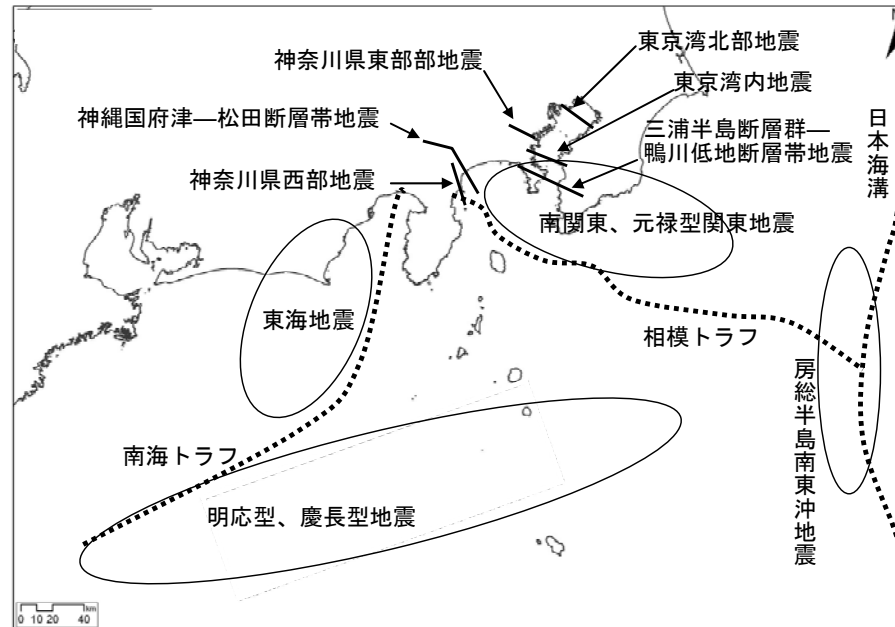 東京湾北部地震
神奈川県東部部地震
東京湾内地震
神縄国府津―松田断層帯地震
三浦半島断層群―
鴨川低地断層帯地震
日本海溝
神奈川県西部地震
南関東、元禄型関東地震
東海地震
相模トラフ
房総半島南東沖地震
南海トラフ
明応型、慶長型地震
km
0 10 20 40